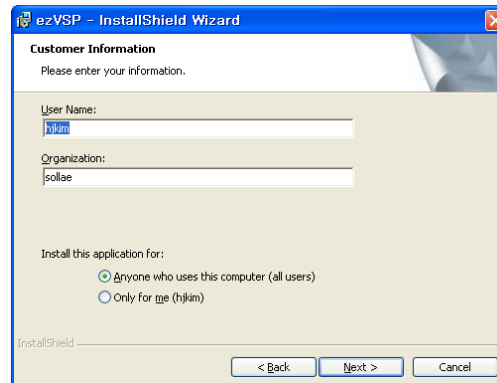 ezVSP - InstallShield Wizard
Customer Information
Please enter your information.
User Name:
hjkim
Organization:
sollae
Install this application for:
Anyone who uses this computer (all users)
Only for me (hjkim)
InstallShield
< Back
Next >
Cancel